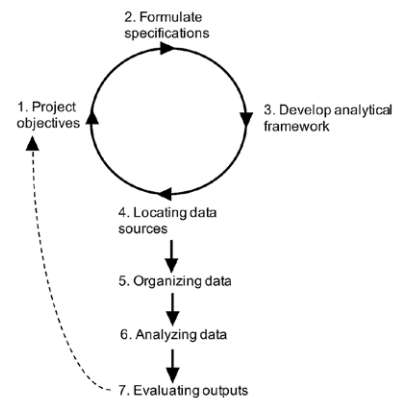 2. Formulate
specifications
1. Project
objectives
3. Develop analytical
framework
4. Locating data
sources
5. Organizing data
6. Analyzing data
7. Evaluating outputs